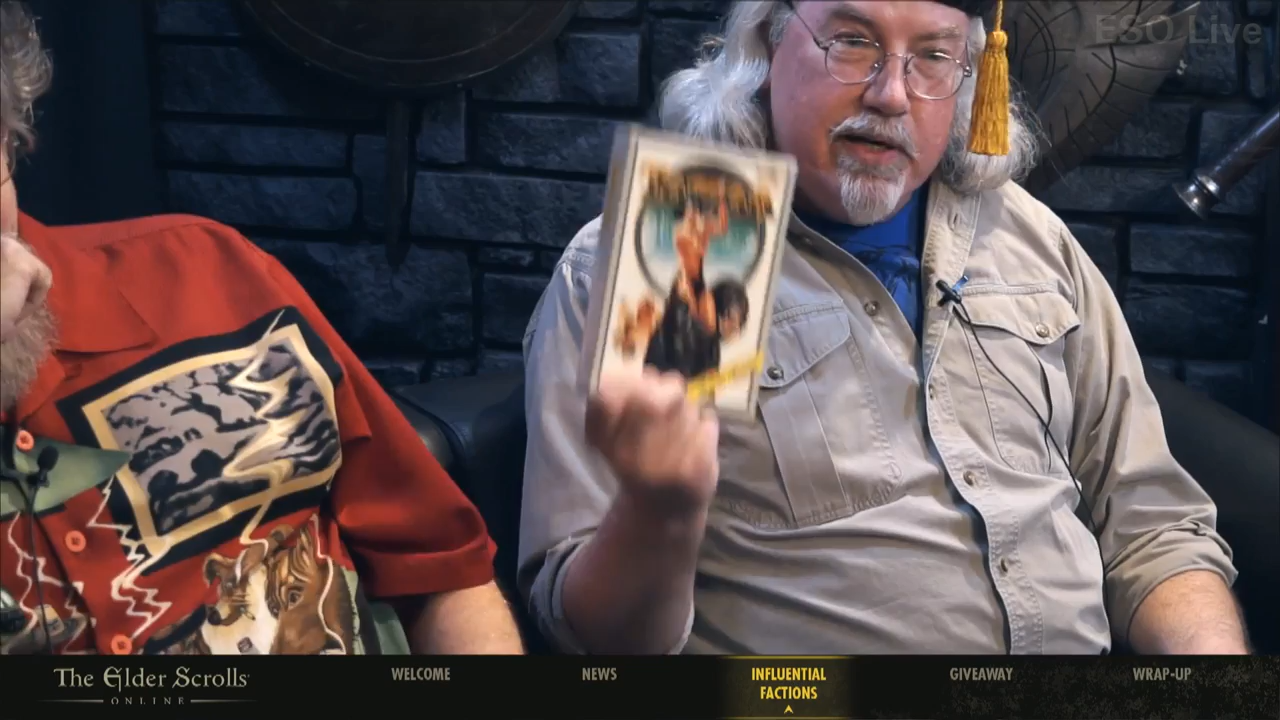 ESO Live
The Elder Scrolls
ONLINE
WELCOME
NEWS
INFLUENTIAL
FACTIONS
GIVEAWAY
WRAP-UP